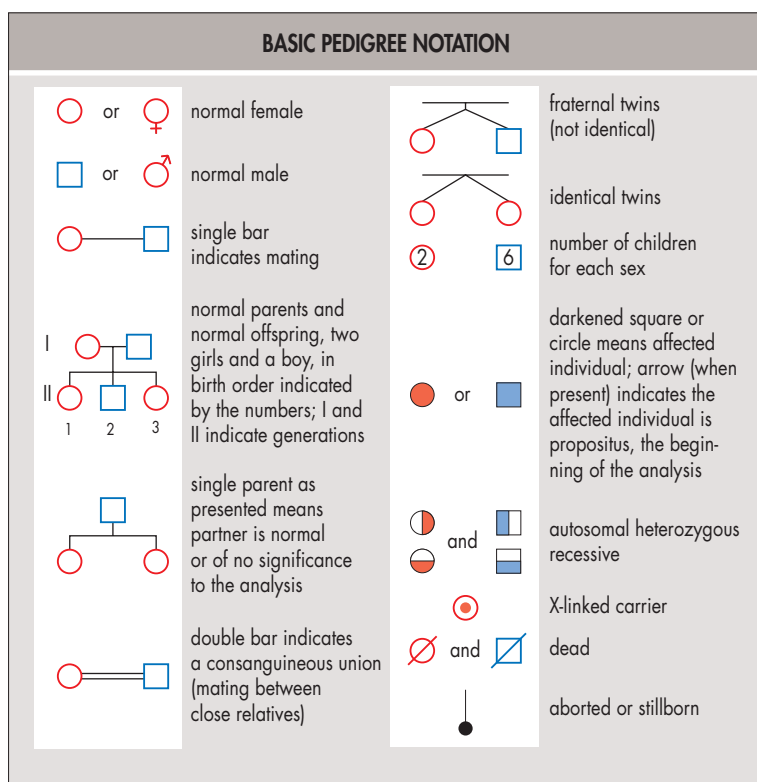 BASIC PEDIGREE NOTATION
or
normal female
or
normal male
single bar
indicates mating
I
II
1 2 3
normal parents and
normal offspring, two
girls and a boy, in
birth order indicated
by the numbers; I and
II indicate generations
single parent as
presented means
partner is normal
or of no significance
to the analysis
double bar indicates
a consanguineous union
(mating between
close relatives)
fraternal twins
(not identical)
identical twins
2 6
number of children
for each sex
or
darkened square or
circle means affected
individual; arrow (when
present) indicates the
affected individual is
propositus, the begin-
ning of the analysis
and
autosomal heterozygous
recessive
X-linked carrier
and
dead
aborted or stillborn